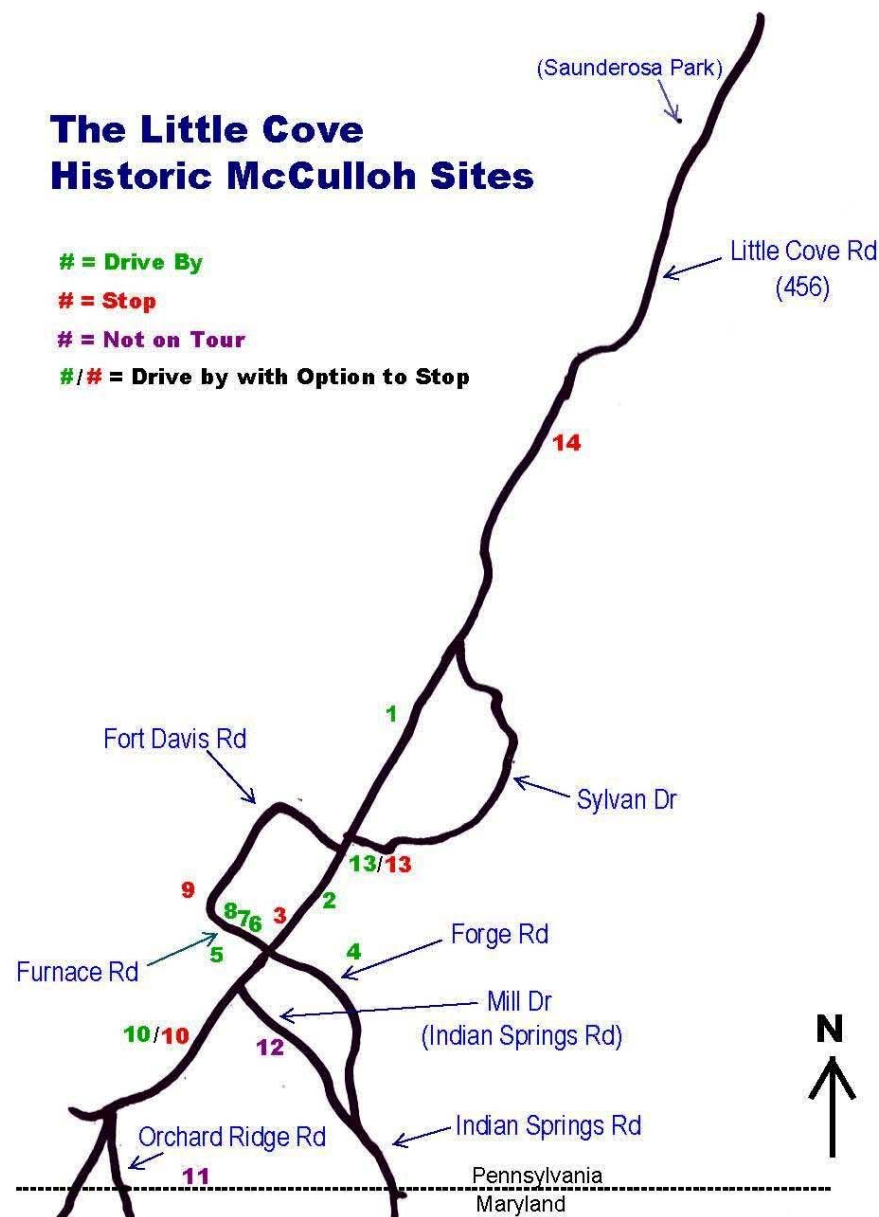 (Saunderosa Park)
The Little Cove
Historic McCulloh Sites
# = Drive By
# = Stop
# = Not on Tour
#/# = Drive by with Option to Stop
Little Cove Rd
(456)
14
1
Fort Davis Rd
Sylvan Dr
13/13
9
8
7
6
3
2
5
4
Forge Rd
Furnace Rd
Mill Dr
(Indian Springs Rd)
10/10
12
N
Orchard Ridge Rd
Indian Springs Rd
11
Pennsylvania
Maryland